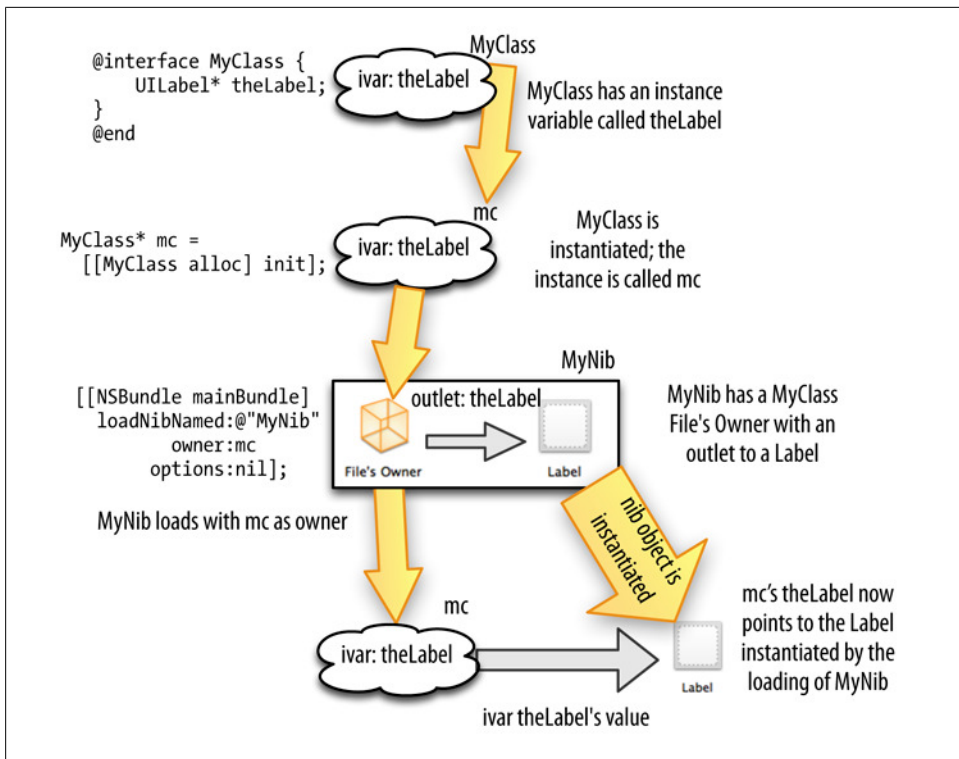 MyClass
@interface MyClass {
UILabel* theLabel;
}
@end
ivar: theLabel
MyClass has an instance
variable called theLabel
mc
MyClass* mc =
[[MyClass alloc] init];
ivar: theLabel
MyClass is
instantiated; the
instance is called mc
MyNib
[[NSBundle mainBundle]
loadNibNamed:@"MyNib"
owner:mc
options:nil];
outlet: theLabel
File's Owner
Label
MyNib has a MyClass
File's Owner with an
outlet to a Label
MyNib loads with mc as owner
nib object is
instantiated
mc
ivar: theLabel
ivar theLabel's value
Label
mc's theLabel now
points to the Label
instantiated by the
loading of MyNib